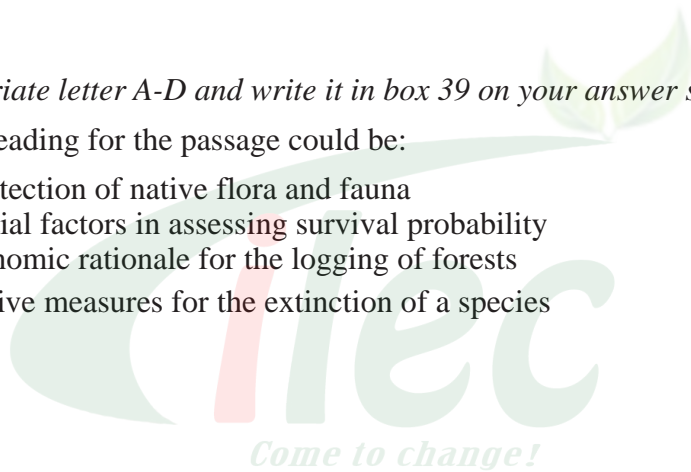 riate letter A-D and write it in box 39 on your answer s
eading for the passage could be:
tection of native flora and fauna
ial factors in assessing survival probability
nomic rationale for the logging of forests
ive measures for the extinction of a species
ilec
Come to change!